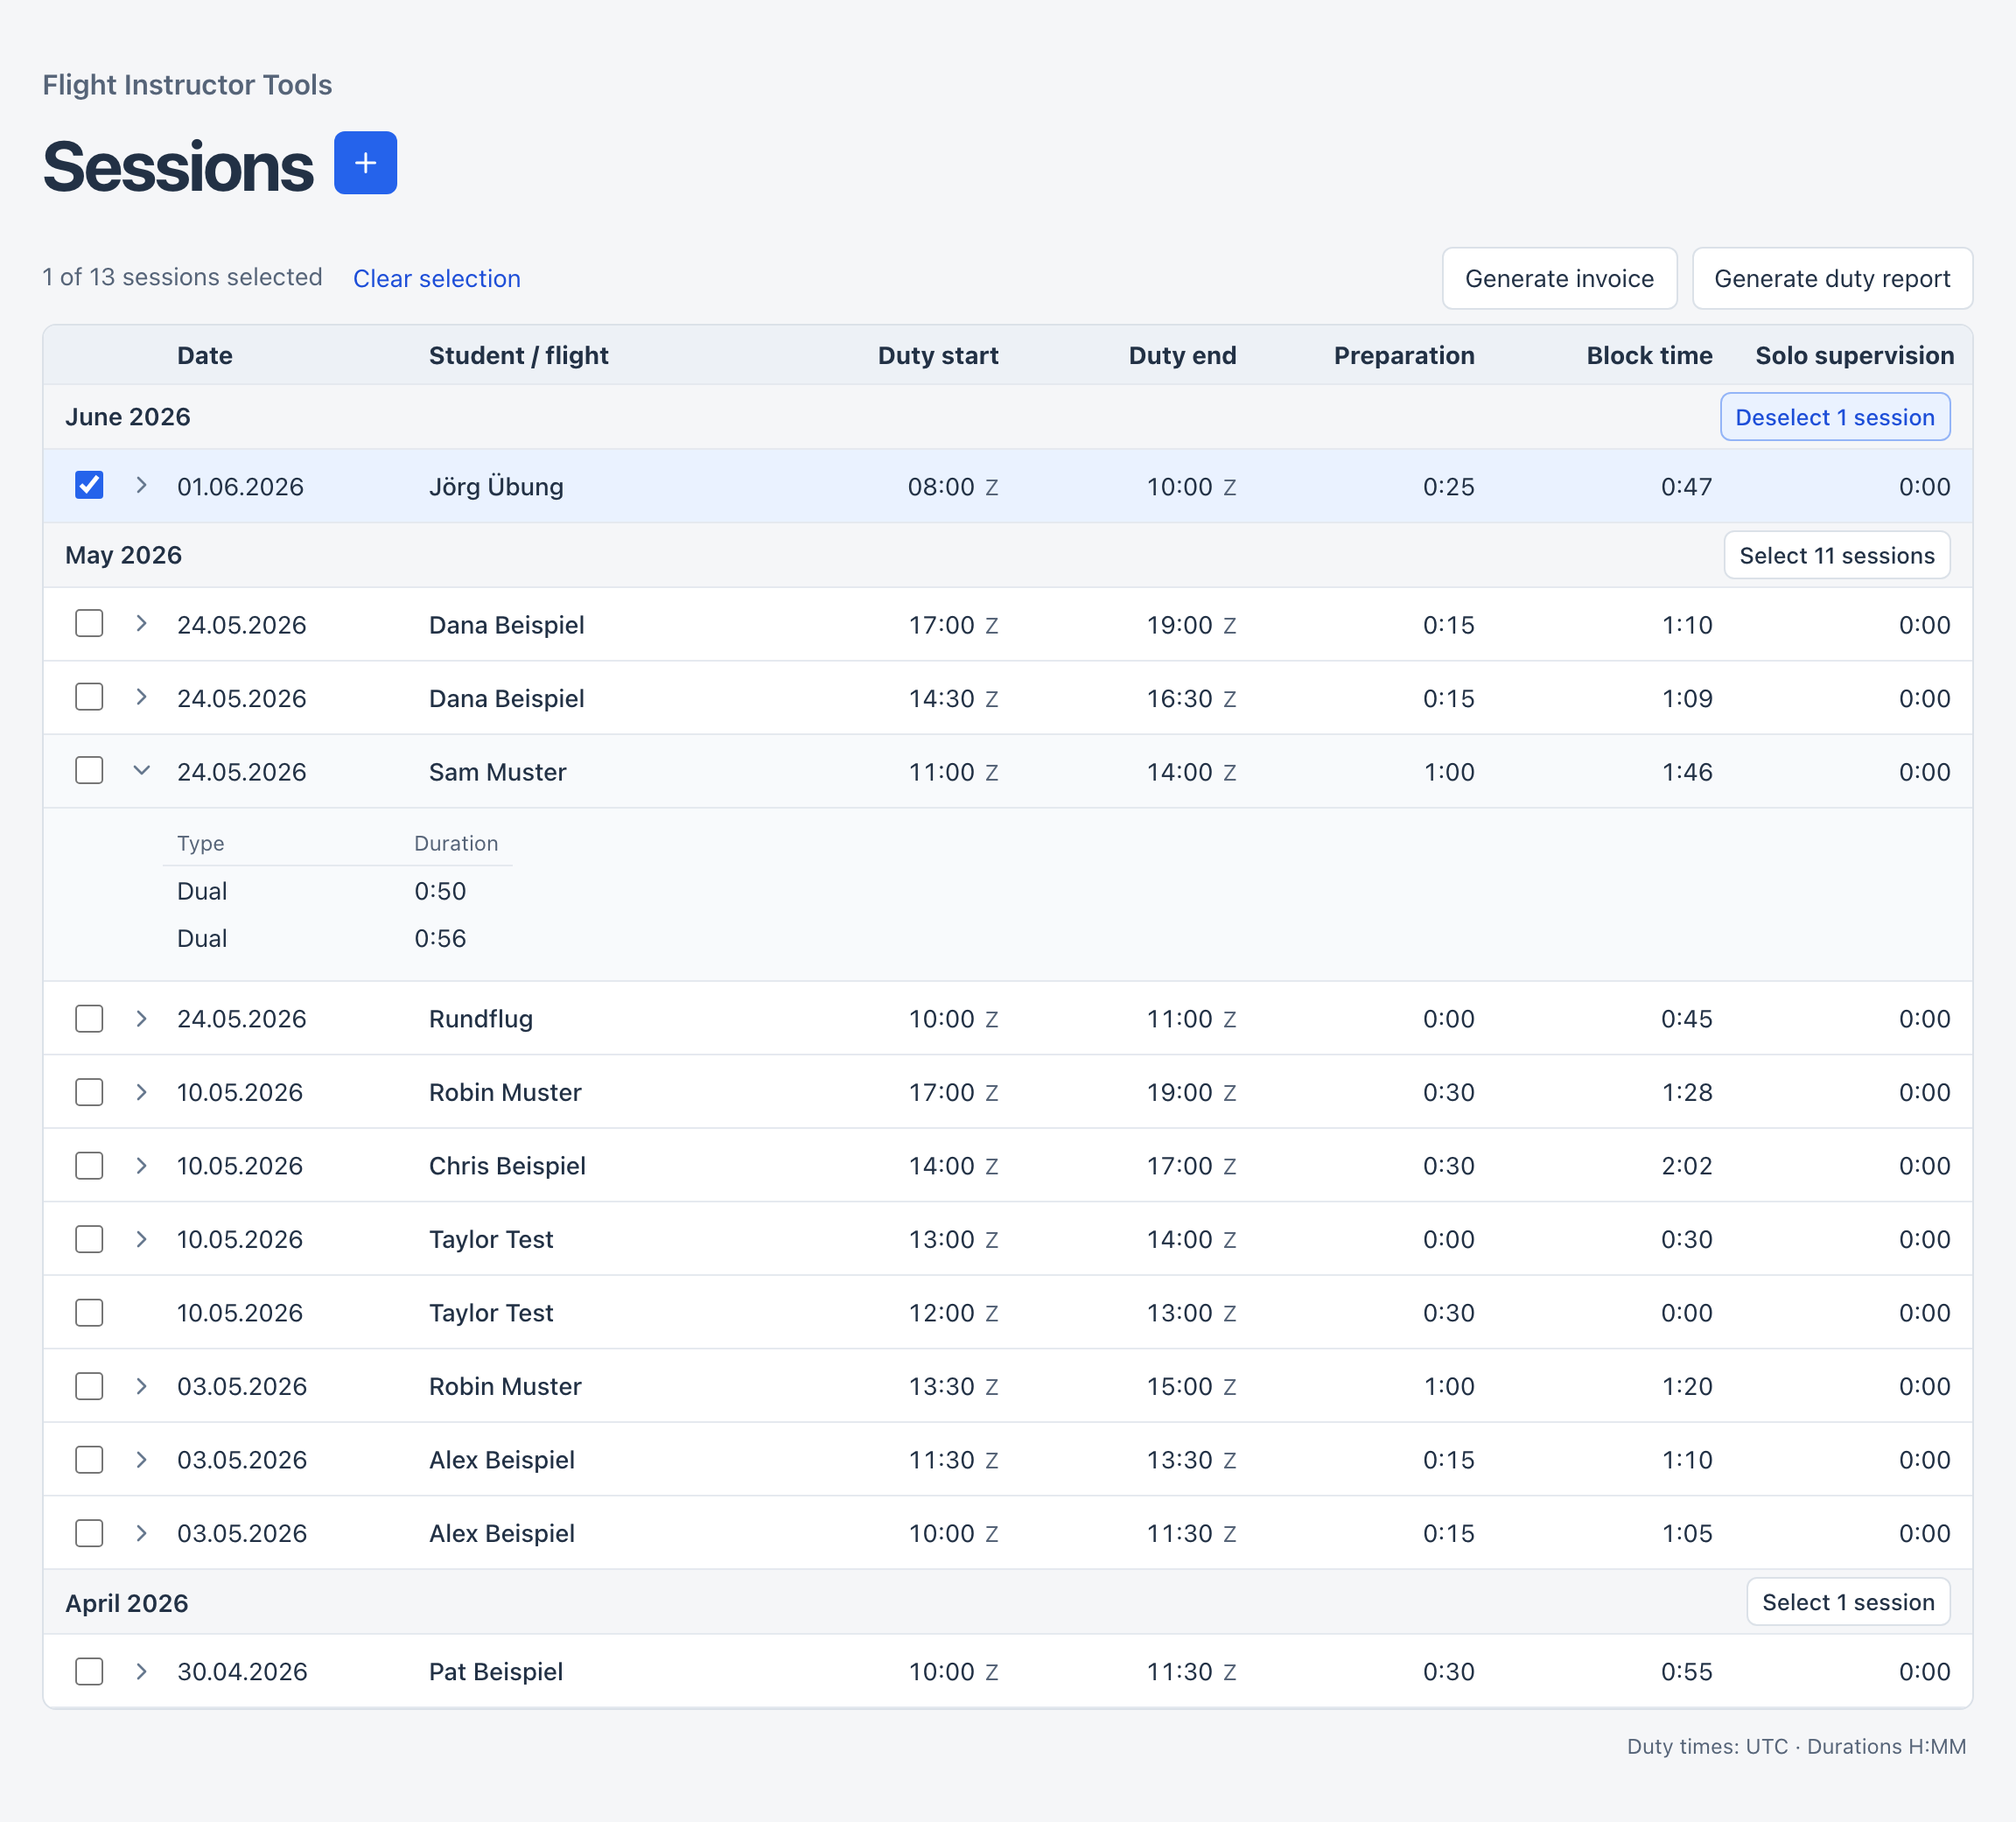 Flight Instructor Tools
Sessions +
1 of 13 sessions selected Clear selection Generate invoice Generate duty report
Date Student / flight Duty start Duty end Preparation Block time Solo supervision
June 2026 Deselect 1 session
01.06.2026 Jörg Übung 08:00 Z 10:00 Z 0:25 0:47 0:00
May 2026 Select 11 sessions
24.05.2026 Dana Beispiel 17:00 Z 19:00 Z 0:15 1:10 0:00
24.05.2026 Dana Beispiel 14:30 Z 16:30 Z 0:15 1:09 0:00
24.05.2026 Sam Muster 11:00 Z 14:00 Z 1:00 1:46 0:00
Type Duration
Dual 0:50
Dual 0:56
24.05.2026 Rundflug 10:00 Z 11:00 Z 0:00 0:45 0:00
10.05.2026 Robin Muster 17:00 Z 19:00 Z 0:30 1:28 0:00
10.05.2026 Chris Beispiel 14:00 Z 17:00 Z 0:30 2:02 0:00
10.05.2026 Taylor Test 13:00 Z 14:00 Z 0:00 0:30 0:00
10.05.2026 Taylor Test 12:00 Z 13:00 Z 0:30 0:00 0:00
03.05.2026 Robin Muster 13:30 Z 15:00 Z 1:00 1:20 0:00
03.05.2026 Alex Beispiel 11:30 Z 13:30 Z 0:15 1:10 0:00
03.05.2026 Alex Beispiel 10:00 Z 11:30 Z 0:15 1:05 0:00
April 2026 Select 1 session
30.04.2026 Pat Beispiel 10:00 Z 11:30 Z 0:30 0:55 0:00
Duty times: UTC · Durations H:MM